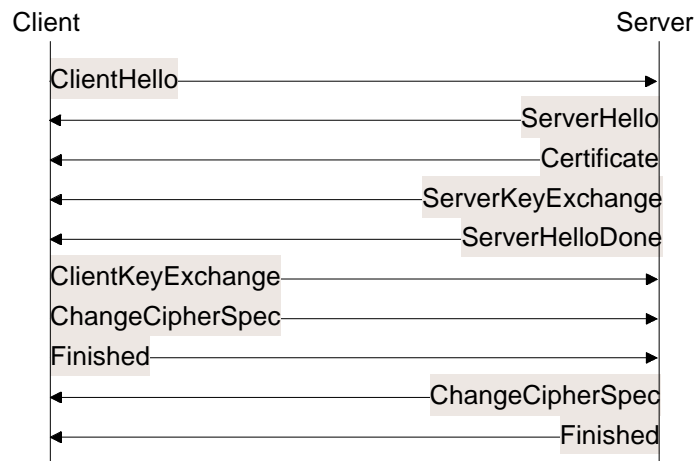 Client Server
ClientHello
ServerHello
Certificate
ServerKeyExchange
ServerHelloDone
ClientKeyExchange
ChangeCipherSpec
Finished
ChangeCipherSpec
Finished